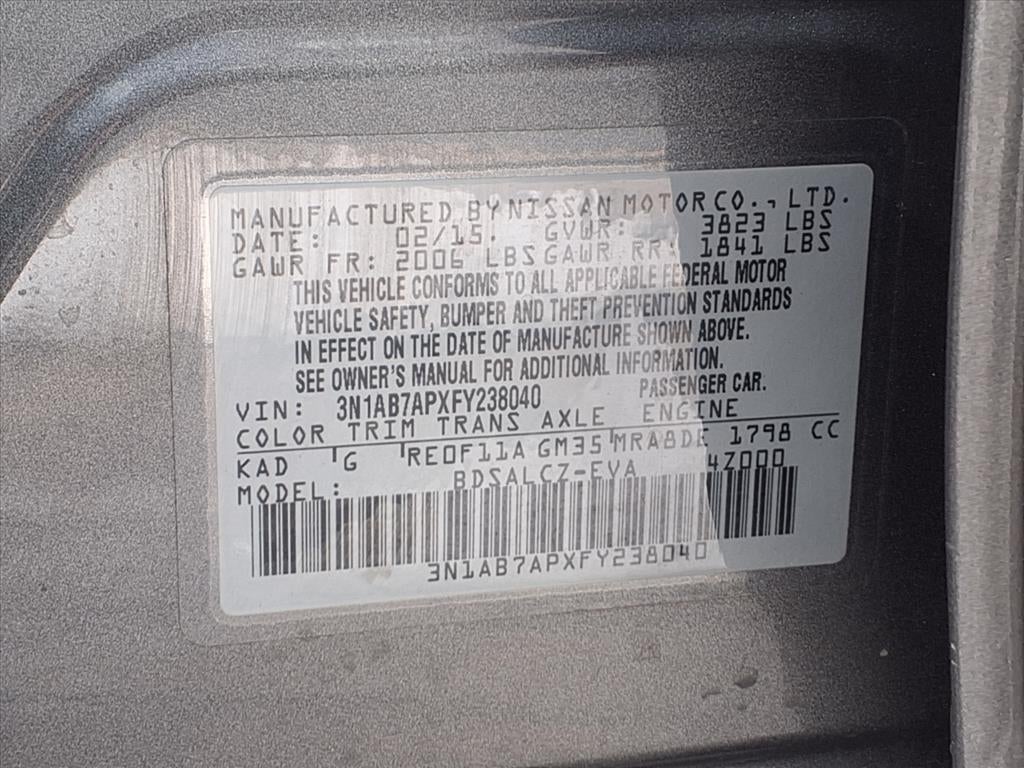 MANUFACTURED BY NISSAN MOTOR CO., LTD.
DATE: 02/15. GVWR: 3823 LBS
GAWR FR: 2006 LBS GAWR RR: 1841 LBS
THIS VEHICLE CONFORMS TO ALL APPLICABLE FEDERAL MOTOR
VEHICLE SAFETY, BUMPER AND THEFT PREVENTION STANDARDS
IN EFFECT ON THE DATE OF MANUFACTURE SHOWN ABOVE.
SEE OWNER'S MANUAL FOR ADDITIONAL INFORMATION.
VIN: 3N1AB7APXFY238040 PASSENGER CAR.
COLOR TRIM TRANS AXLE ENGINE
KAD G RE0F11A GM35 MRA8DE 1798 CC
MODEL: BDSALCZ-EVA 4Z000
3N1AB7APXFY238040